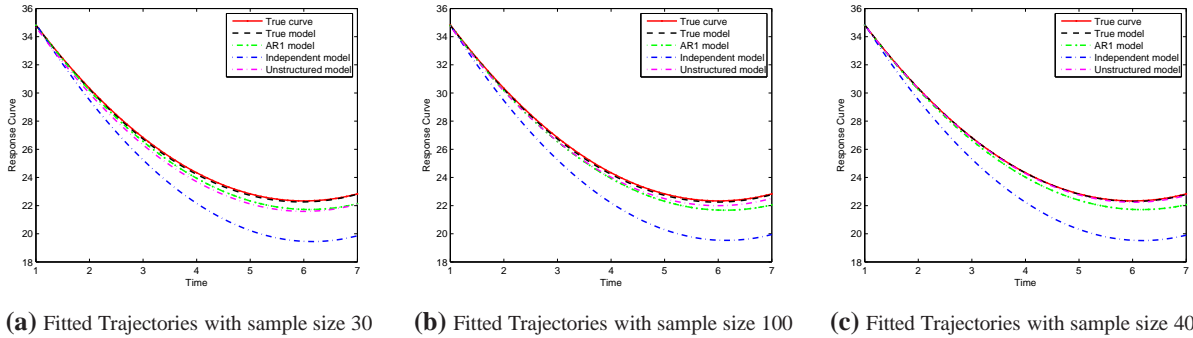 36
34
32
30
28
26
24
22
20
18
Response Curve
1 2 3 4 5 6 7
Time
True curve
True model
AR1 model
Independent model
Unstructured model
(a) Fitted Trajectories with sample size 30
36
34
32
30
28
26
24
22
20
18
Response Curve
1 2 3 4 5 6 7
Time
True curve
True model
AR1 model
Independent model
Unstructured model
(b) Fitted Trajectories with sample size 100
36
34
32
30
28
26
24
22
20
18
Response Curve
1 2 3 4 5 6 7
Time
True curve
True model
AR1 model
Independent model
Unstructured model
(c) Fitted Trajectories with sample size 40